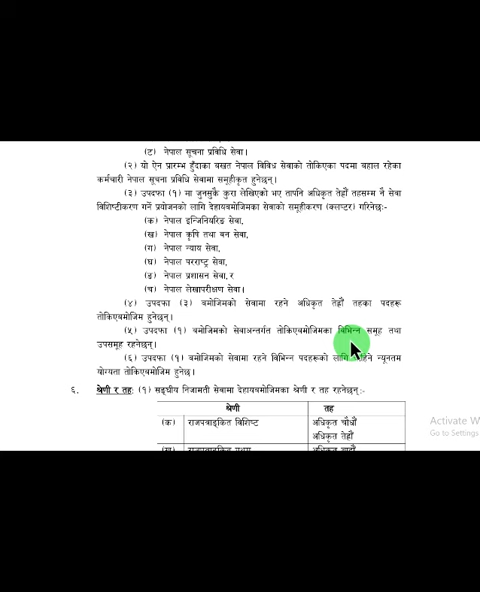 (ट) नेपाल सूचना प्रविधि सेवा।
(२) यो ऐन प्रारम्भ हुँदाका बखत नेपाल विविध सेवाको तोकिएका पदमा बहाल रहेका
कर्मचारी नेपाल सूचना प्रविधि सेवामा समूहीकृत हुनेछन्।
(३) उपदफा (१) मा जुनसुकै कुरा लेखिएको भए तापनि अधिकृत तेह्रौँ तहसम्म नै सेवा
विशिष्टीकरण गर्ने प्रयोजनको लागि देहायबमोजिमका सेवाको समूहीकरण (क्लष्टर) गरिनेछः-
(क) नेपाल इन्जिनियरिङ सेवा,
(ख) नेपाल कृषि तथा वन सेवा,
(ग) नेपाल न्याय सेवा,
(घ) नेपाल परराष्ट्र सेवा,
(ङ) नेपाल प्रशासन सेवा, र
(च) नेपाल लेखापरीक्षण सेवा।
(४) उपदफा (३) बमोजिमको सेवामा रहने अधिकृत तेह्रौँ तहका पदहरू
तोकिएबमोजिम हुनेछन्।
(५) उपदफा (१) बमोजिमको सेवाअन्तर्गत तोकिएबमोजिमका विभिन्न समूह तथा
उपसमूह रहनेछन्।
(६) उपदफा (१) बमोजिमको सेवामा रहने विभिन्न पदहरूको लागि चाहिने न्यूनतम
योग्यता तोकिएबमोजिम हुनेछ।
६. श्रेणी र तहः (१) सङ्घीय निजामती सेवामा देहायबमोजिमका श्रेणी र तह रहनेछन्:-
श्रेणी तह
(क) राजपत्राङ्कित विशिष्ट अधिकृत चौधौँ
अधिकृत तेह्रौँ
Activate W
Go to Settings